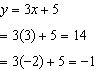 y = 3x + 5
= 3(3) + 5 = 14
= 3(−2) + 5 = −1